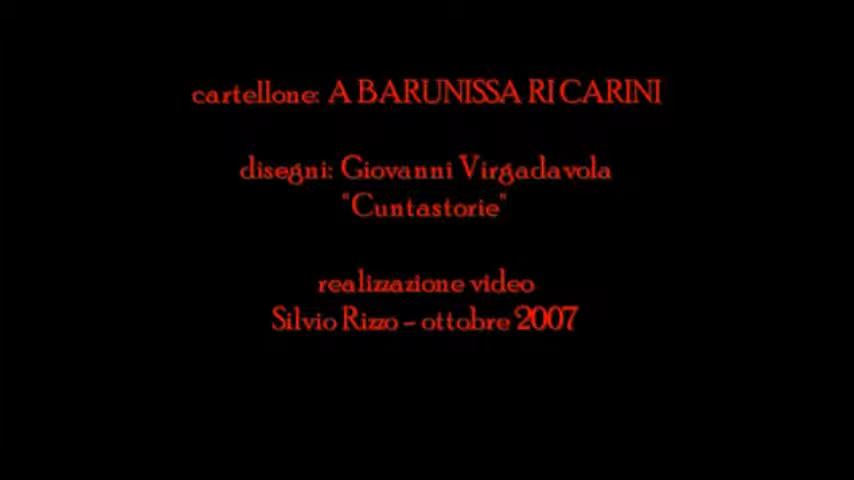 cartellone: A BARUNISSA RI CARINI
disegni: Giovanni Virgadavola
"Cuntastorie"
realizzazione video
Silvio Rizzo - ottobre 2007